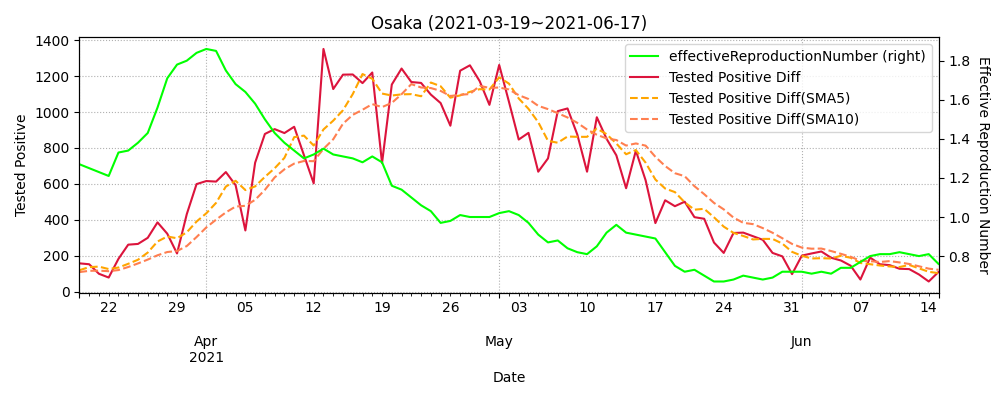 Osaka (2021-03-19~2021-06-17)
effectiveReproductionNumber (right)
Tested Positive Diff
Tested Positive Diff(SMA5)
Tested Positive Diff(SMA10)
Tested Positive
1400
1200
1000
800
600
400
200
0
1.8
1.6
1.4
1.2
1.0
0.8
Effective Reproduction Number
22 29 05 12 19 26 03 10 17 24 31 07 14
Apr May Jun
2021
Date